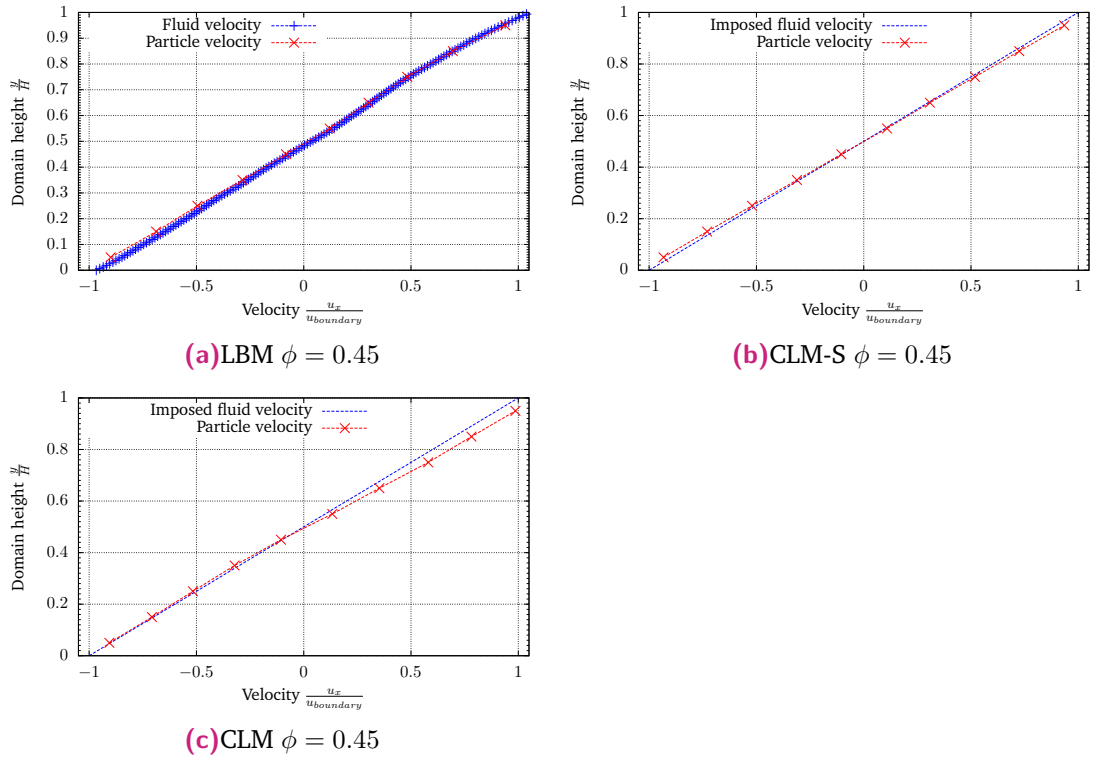 Fluid velocity
Particle velocity
1
0.9
0.8
0.7
0.6
0.5
0.4
0.3
0.2
0.1
0
Domain height y/H
−1 −0.5 0 0.5 1
Velocity u_x/u_boundary
(a)LBM ϕ = 0.45
Imposed fluid velocity
Particle velocity
1
0.8
0.6
0.4
0.2
0
Domain height y/H
−1 −0.5 0 0.5 1
Velocity u_x/u_boundary
(b)CLM-S ϕ = 0.45
Imposed fluid velocity
Particle velocity
1
0.8
0.6
0.4
0.2
0
Domain height y/H
−1 −0.5 0 0.5 1
Velocity u_x/u_boundary
(c)CLM ϕ = 0.45